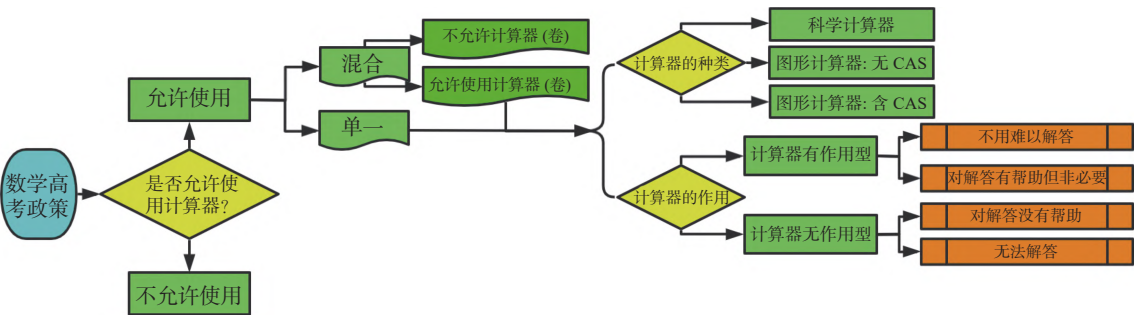 数学高
考政策
是否允许使
用计算器?
允许使用
不允许使用
混合
单一
不允许计算器(卷)
允许使用计算器(卷)
计算器的种类
科学计算器
图形计算器: 无 CAS
图形计算器: 含 CAS
计算器的作用
计算器有作用型
不用难以解答
对解答有帮助但非必要
计算器无作用型
对解答没有帮助
无法解答